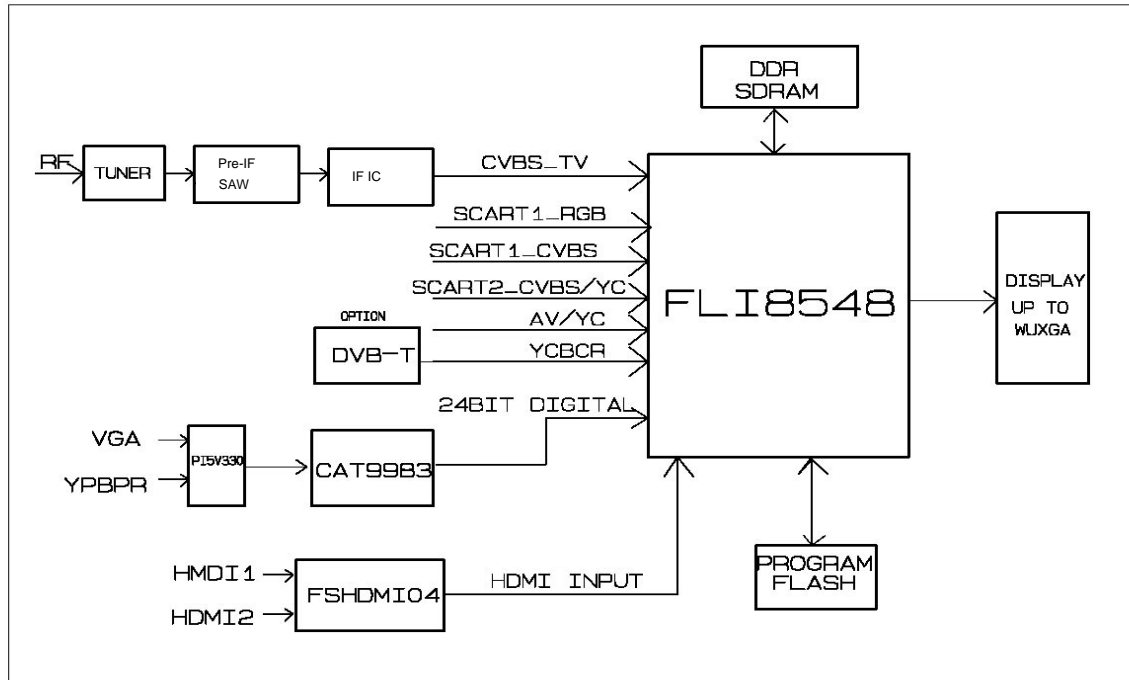 DDR
SDRAM
RF
TUNER
Pre-IF
SAW
IF IC
CVBS_TV
SCART1_RGB
SCART1_CVBS
SCART2_CVBS/YC
AV/YC
OPTION
DVB-T
YCBCR
24BIT DIGITAL
FLI8548
DISPLAY
UP TO
WUXGA
VGA
YPBPR
PI5V330
CAT9983
HMDI1
HDMI2
FSHDMI04
HDMI INPUT
PROGRAM
FLASH